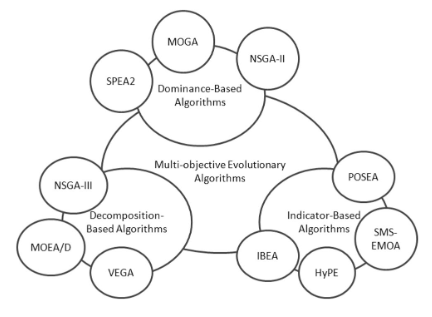 MOGA
NSGA-II
SPEA2
Dominance-Based
Algorithms
Multi-objective Evolutionary
Algorithms
NSGA-III
Decomposition-
Based Algorithms
MOEA/D
VEGA
POSEA
Indicator-Based
Algorithms
SMS-
EMOA
IBEA
HyPE